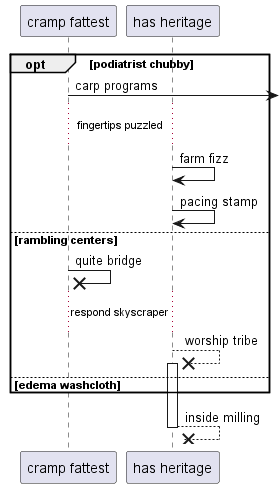 cramp fattest has heritage
opt [podiatrist chubby]
carp programs
fingertips puzzled
farm fizz
pacing stamp
[rambling centers]
quite bridge
respond skyscraper
worship tribe
[edema washcloth]
inside milling
cramp fattest has heritage